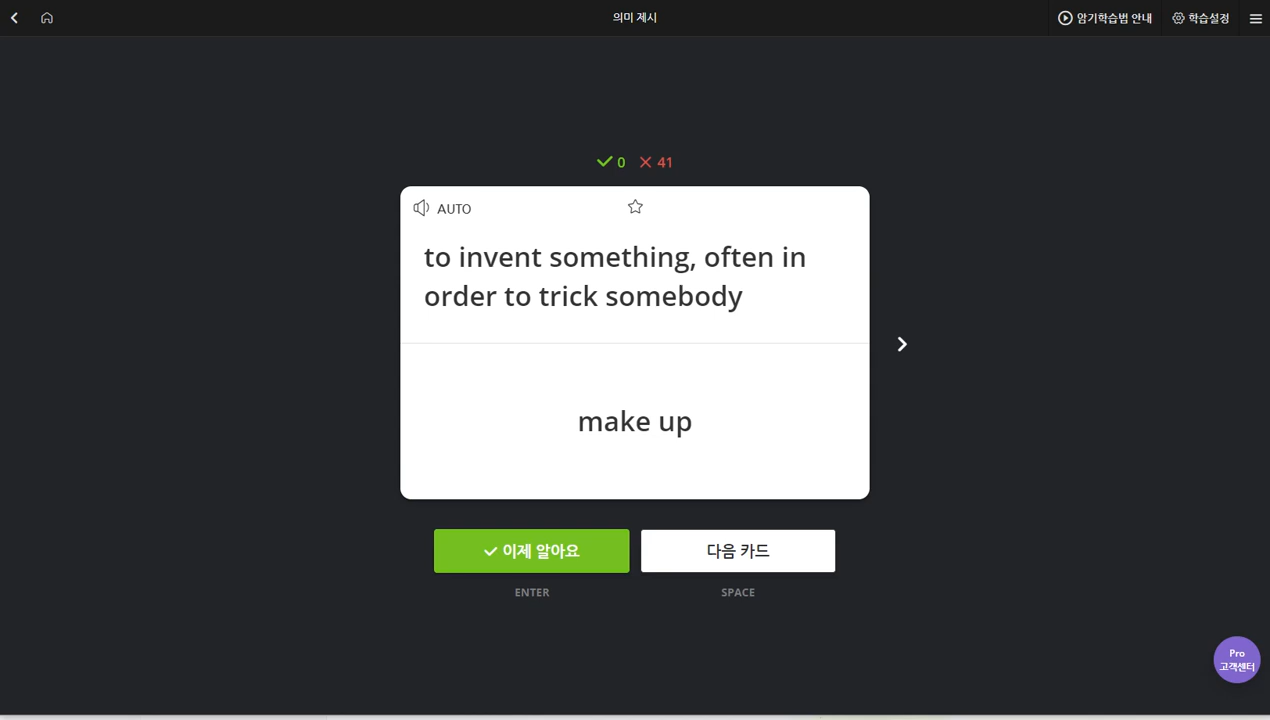 의미 제시
암기학습법 안내
학습설정
0 41
AUTO
to invent something, often in
order to trick somebody
make up
이제 알아요
다음 카드
ENTER
SPACE
Pro
고객센터